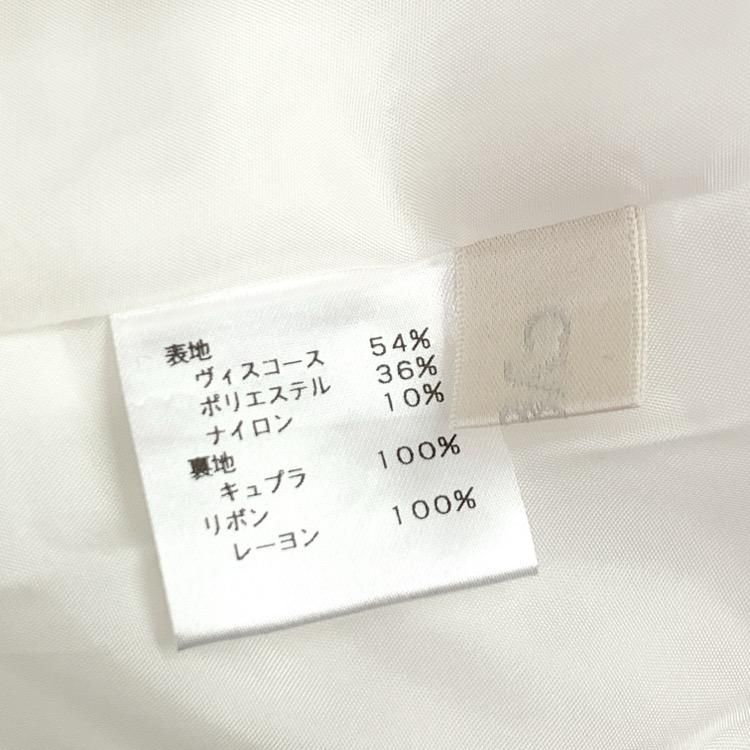 表地
ヴィスコース 54%
ポリエステル 36%
ナイロン 10%
裏地
キュプラ 100%
リボン
レーヨン 100%